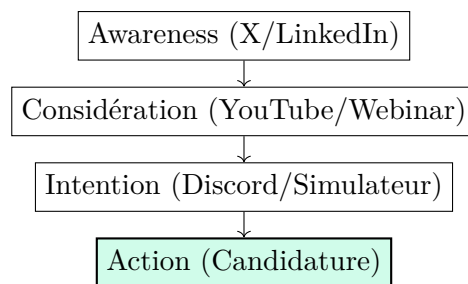 Awareness (X/LinkedIn)
Considération (YouTube/Webinar)
Intention (Discord/Simulateur)
Action (Candidature)